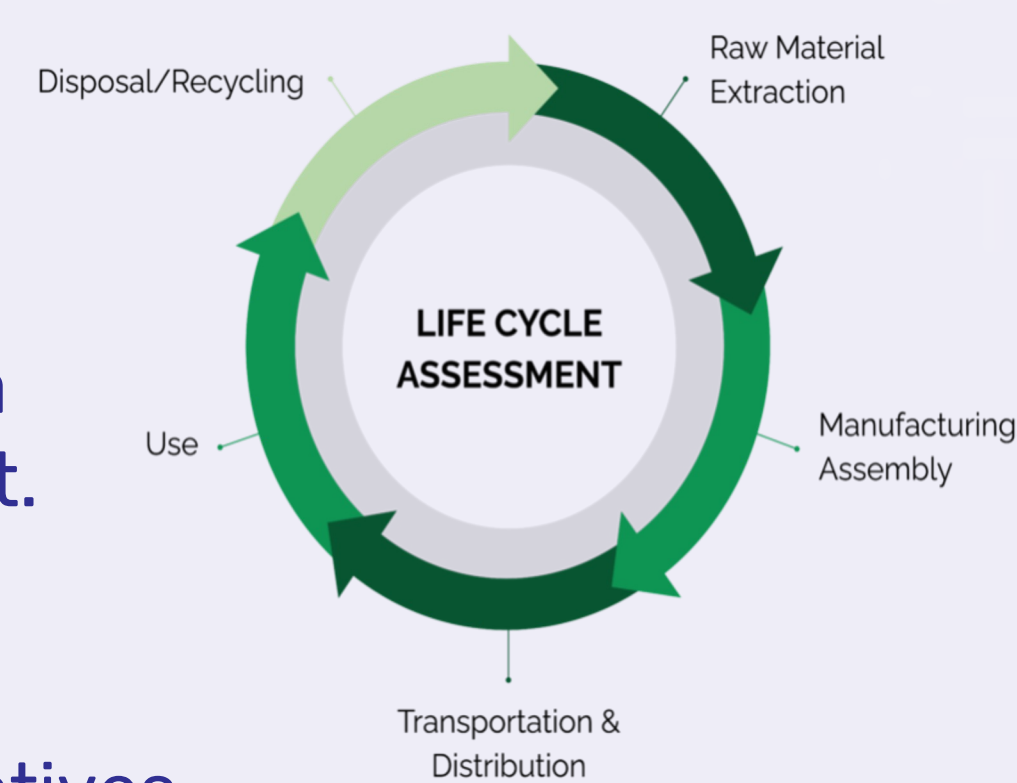 Disposal/Recycling
Raw Material
Extraction
LIFE CYCLE
ASSESSMENT
Use
t.
Manufacturing
Assembly
Transportation &
Distribution